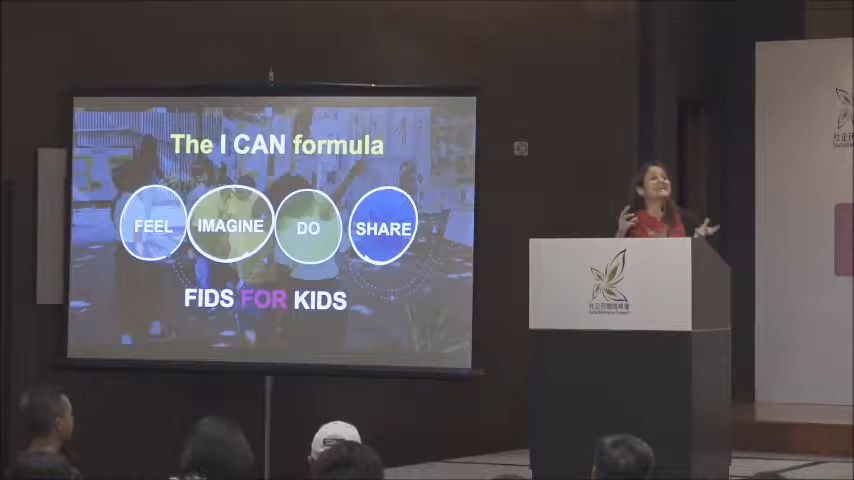 The I CAN formula
FEEL
IMAGINE
DO
SHARE
FIDS FOR KIDS